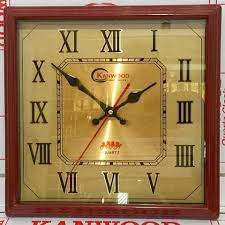 XI XII I
X KANWOOD II
IX III
VIII IIII
QUARTZ
VII VI V
KANWOOD